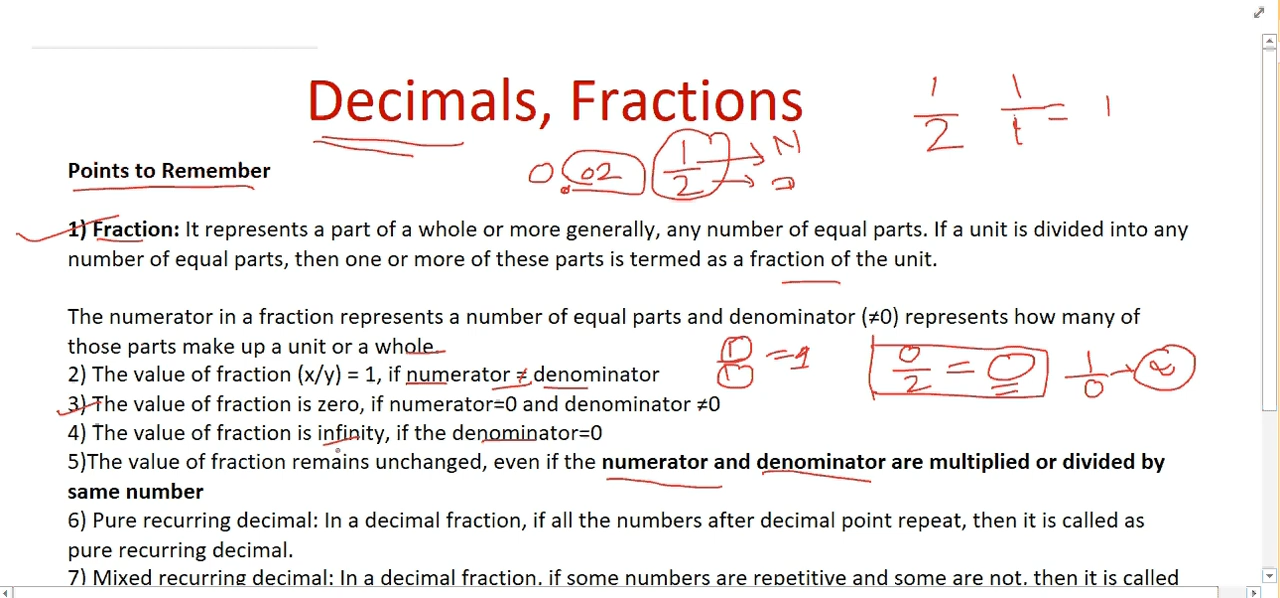 Decimals, Fractions
1/2 1/1 = 1
Points to Remember
0.02 1/2 N
D
1) Fraction: It represents a part of a whole or more generally, any number of equal parts. If a unit is divided into any
number of equal parts, then one or more of these parts is termed as a fraction of the unit.
The numerator in a fraction represents a number of equal parts and denominator (≠0) represents how many of
those parts make up a unit or a whole.
=1
0/2 = 0
1/0
2) The value of fraction (x/y) = 1, if numerator ≠ denominator
3) The value of fraction is zero, if numerator=0 and denominator ≠0
4) The value of fraction is infinity, if the denominator=0
5)The value of fraction remains unchanged, even if the numerator and denominator are multiplied or divided by
same number
6) Pure recurring decimal: In a decimal fraction, if all the numbers after decimal point repeat, then it is called as
pure recurring decimal.
7) Mixed recurring decimal: In a decimal fraction, if some numbers are repetitive and some are not, then it is called